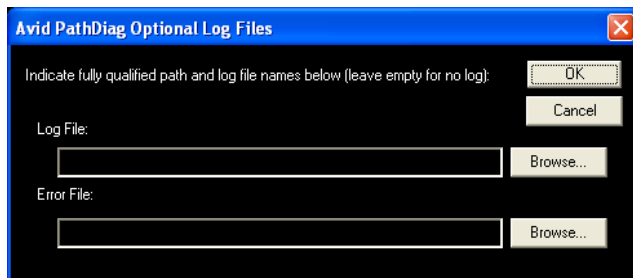 Avid PathDiag Optional Log Files
Indicate fully qualified path and log file names below (leave empty for no log):
OK
Cancel
Log File:
Browse...
Error File:
Browse...